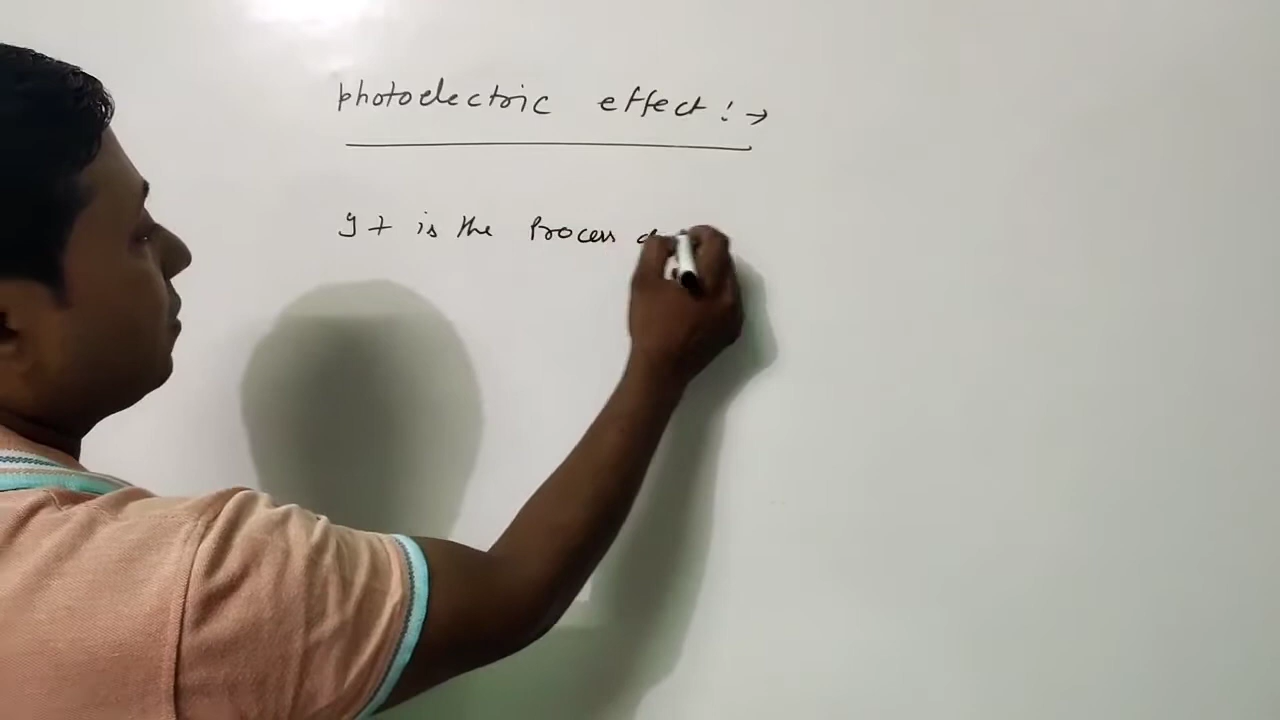 photoelectric effect :→
It is the Process